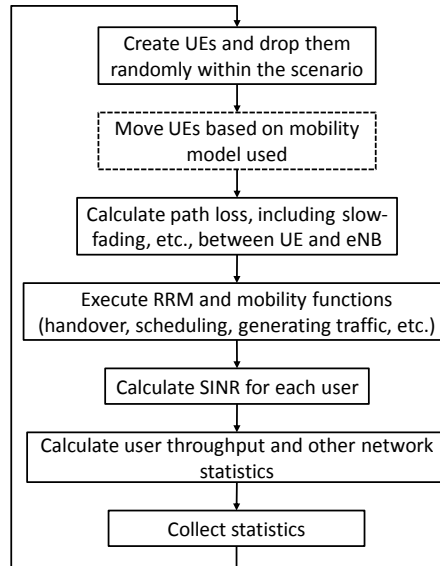 Create UEs and drop them
randomly within the scenario
Move UEs based on mobility
model used
Calculate path loss, including slow-
fading, etc., between UE and eNB
Execute RRM and mobility functions
(handover, scheduling, generating traffic, etc.)
Calculate SINR for each user
Calculate user throughput and other network
statistics
Collect statistics